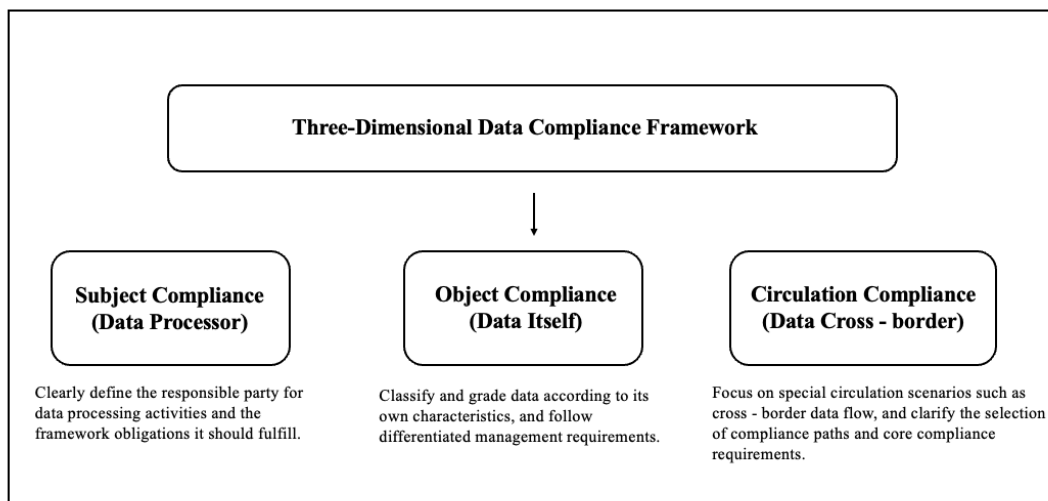 Three-Dimensional Data Compliance Framework
Subject Compliance
(Data Processor)
Object Compliance
(Data Itself)
Circulation Compliance
(Data Cross - border)
Clearly define the responsible party for
data processing activities and the
framework obligations it should fulfill.
Classify and grade data according to its
own characteristics, and follow
differentiated management requirements.
Focus on special circulation scenarios such as
cross - border data flow, and clarify the selection
of compliance paths and core compliance
requirements.